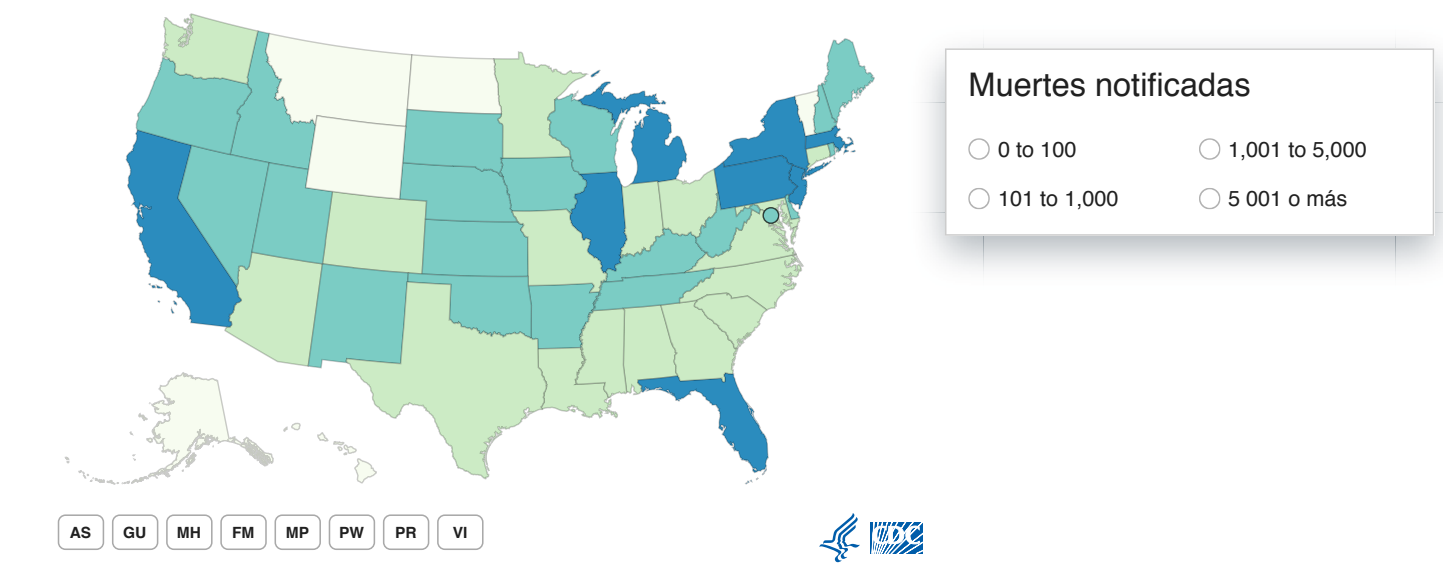 Muertes notificadas
0 to 100
1,001 to 5,000
101 to 1,000
5 001 o más
AS GU MH FM MP PW PR VI
CDC